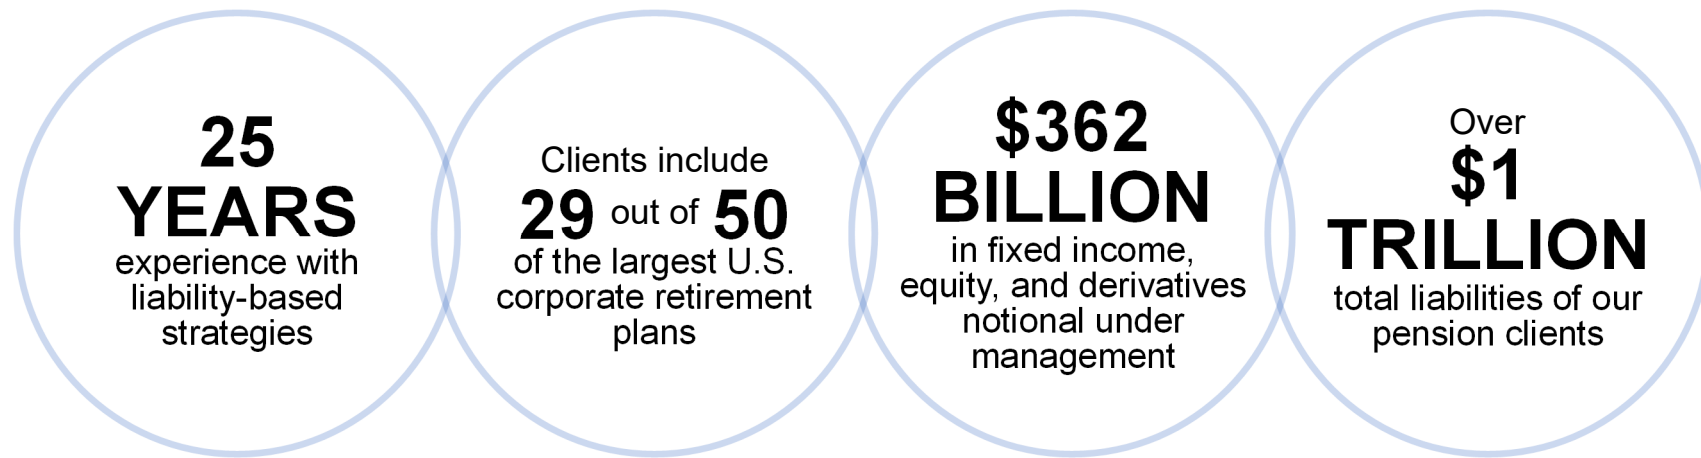 25
YEARS
experience with
liability-based
strategies
Clients include
29 out of 50
of the largest U.S.
corporate retirement
plans
$362
BILLION
in fixed income,
equity, and derivatives
notional under
management
Over
$1
TRILLION
total liabilities of our
pension clients